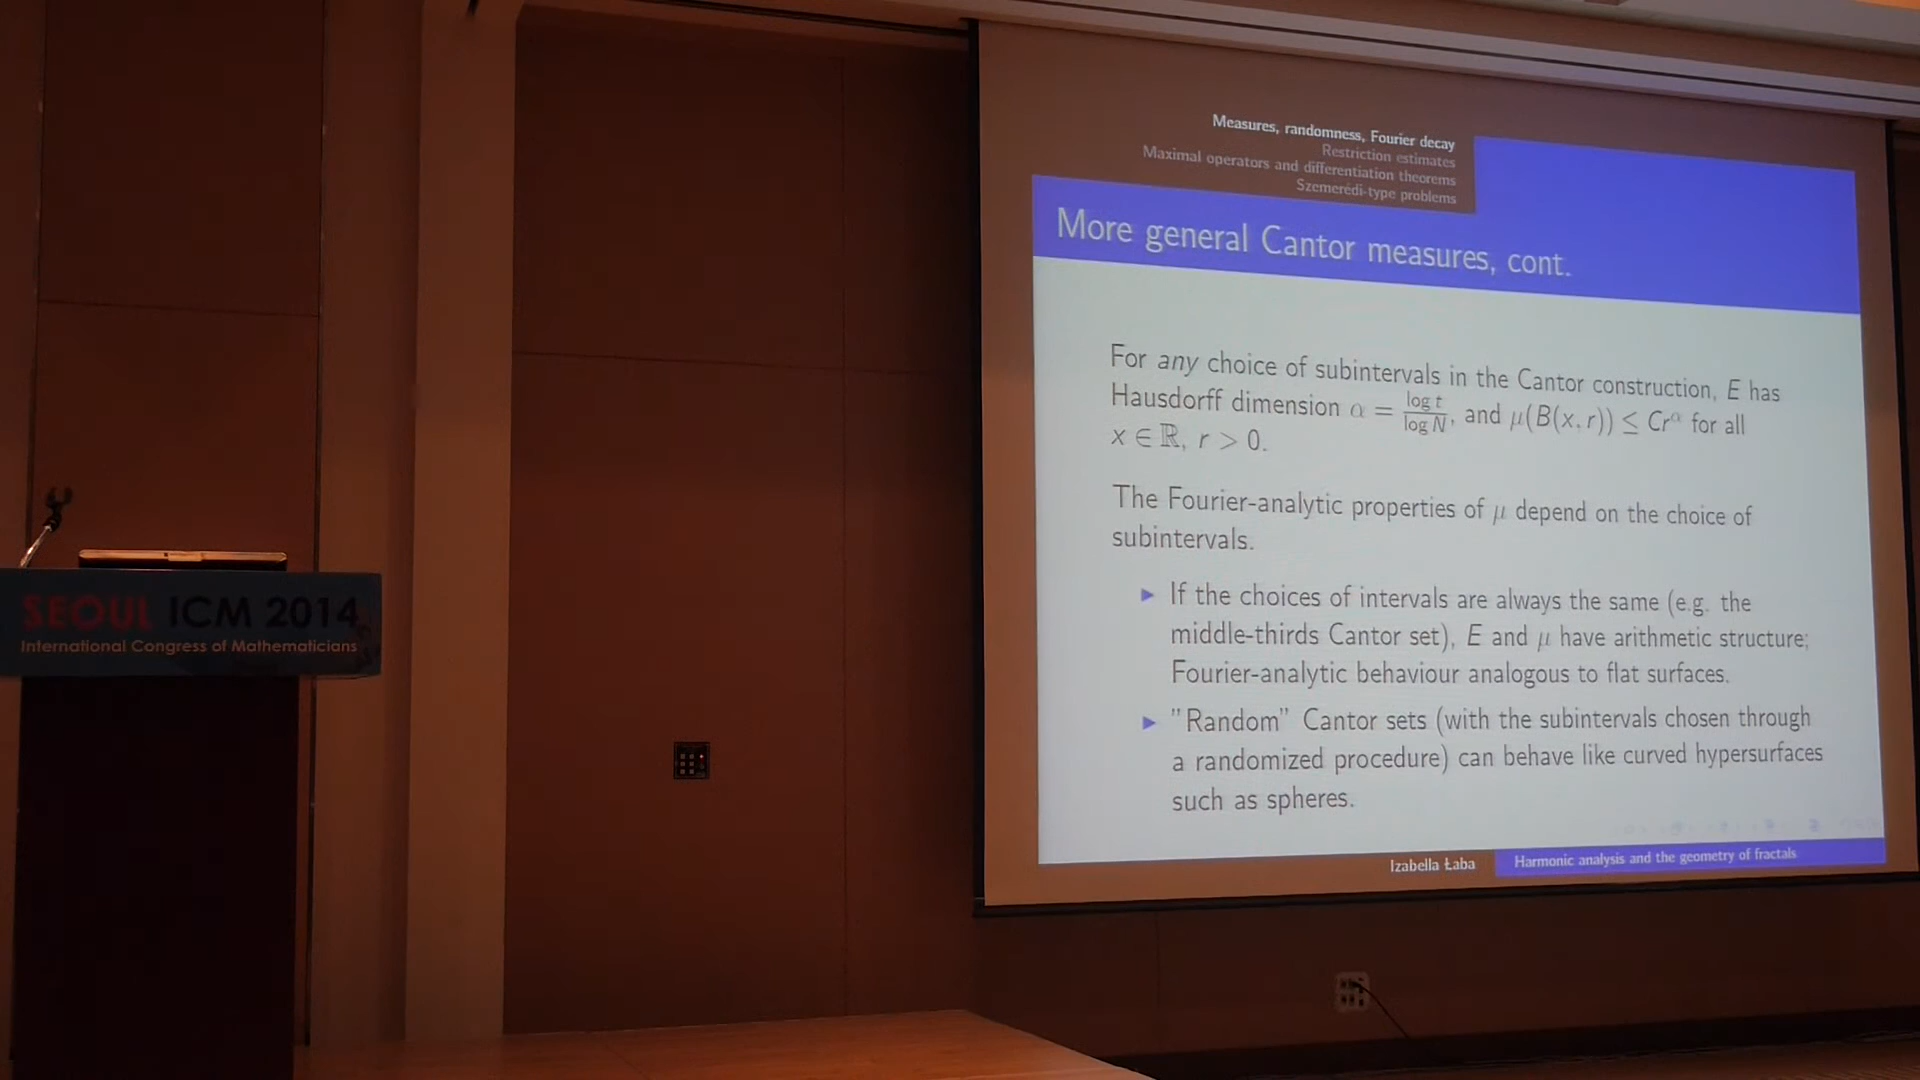 Measures, randomness, Fourier decay
Restriction estimates
Maximal operators and differentiation theorems
Szemerédi-type problems
More general Cantor measures, cont.
For any choice of subintervals in the Cantor construction, E has
Hausdorff dimension α = log t / log N, and μ(B(x, r)) ≤ Cr^α for all
x ∈ ℝ, r > 0.
The Fourier-analytic properties of μ depend on the choice of
subintervals.
▶ If the choices of intervals are always the same (e.g. the
middle-thirds Cantor set), E and μ have arithmetic structure;
Fourier-analytic behaviour analogous to flat surfaces.
▶ "Random" Cantor sets (with the subintervals chosen through
a randomized procedure) can behave like curved hypersurfaces
such as spheres.
Izabella Łaba
Harmonic analysis and the geometry of fractals
SEOUL ICM 2014
International Congress of Mathematicians